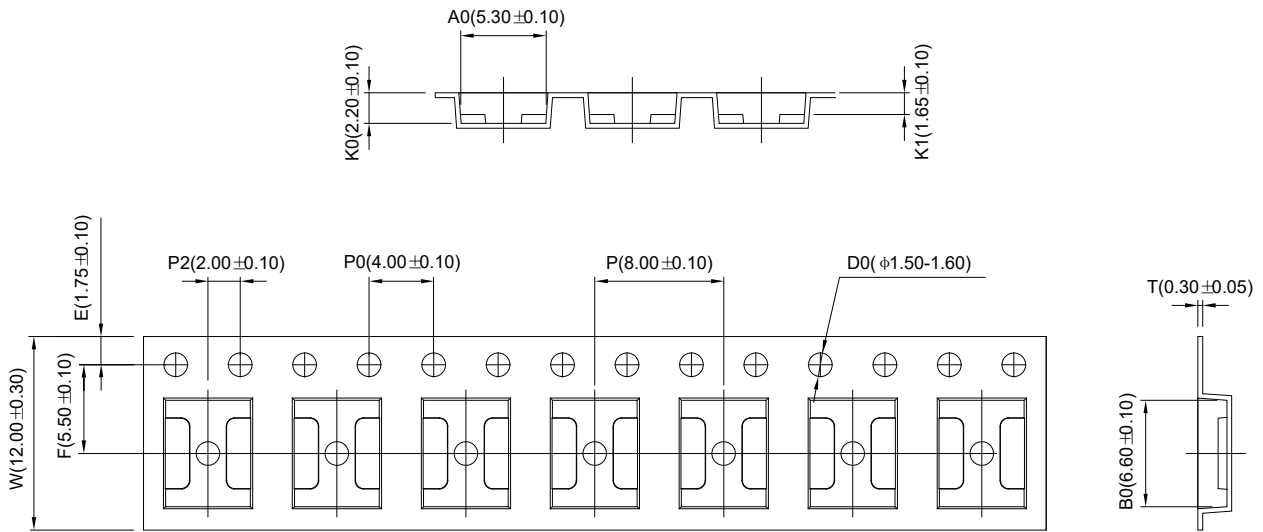 A0(5.30±0.10)
K0(2.20±0.10)
K1(1.65±0.10)
E(1.75±0.10)
P2(2.00±0.10)
P0(4.00±0.10)
P(8.00±0.10)
D0(ϕ1.50-1.60)
T(0.30±0.05)
W(12.00±0.30)
F(5.50±0.10)
B0(6.60±0.10)